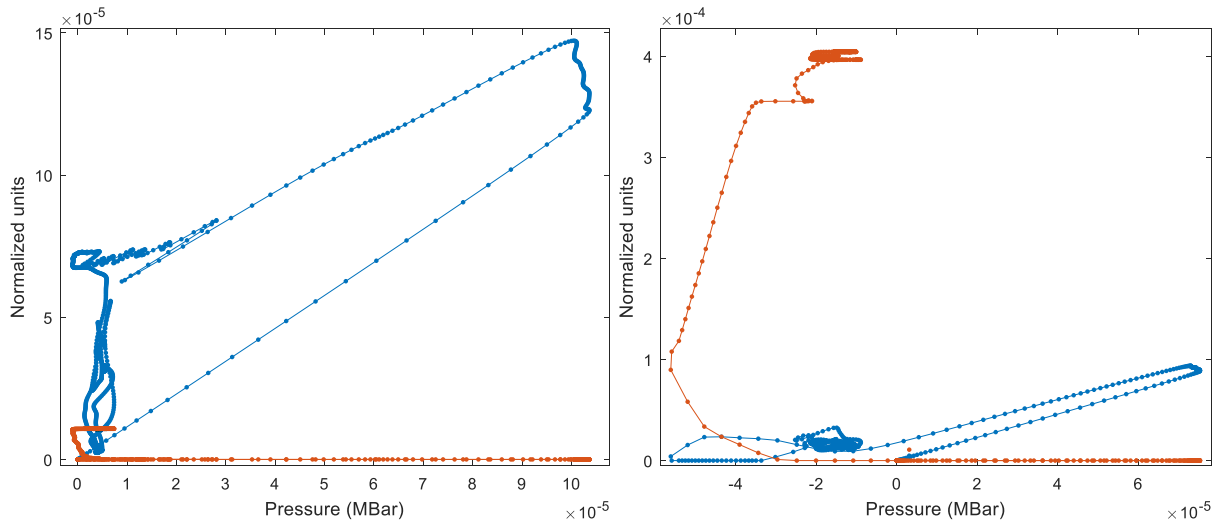 ×10⁻⁵
15
10
5
0
Normalized units
0 1 2 3 4 5 6 7 8 9 10
Pressure (MBar)
×10⁻⁵
×10⁻⁴
4
3
2
1
0
Normalized units
-4 -2 0 2 4 6
Pressure (MBar)
×10⁻⁵